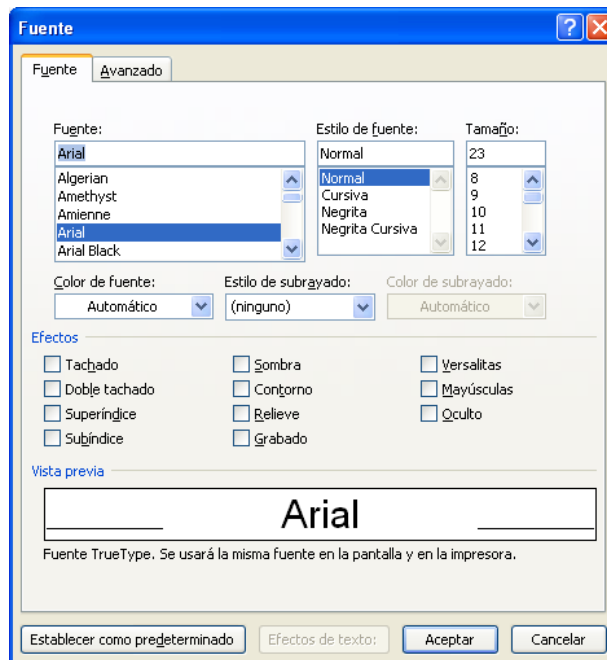 Fuente
Fuente Avanzado
Fuente: Estilo de fuente: Tamaño:
Arial Normal 23
Algerian Normal 8
Amethyst Cursiva 9
Amienne Negrita 10
Arial Negrita Cursiva 11
Arial Black 12
Color de fuente: Estilo de subrayado: Color de subrayado:
Automático (ninguno) Automático
Efectos
Tachado Sombra Versalitas
Doble tachado Contorno Mayúsculas
Superíndice Relieve Oculto
Subíndice Grabado
Vista previa
Arial
Fuente TrueType. Se usará la misma fuente en la pantalla y en la impresora.
Establecer como predeterminado Efectos de texto: Aceptar Cancelar